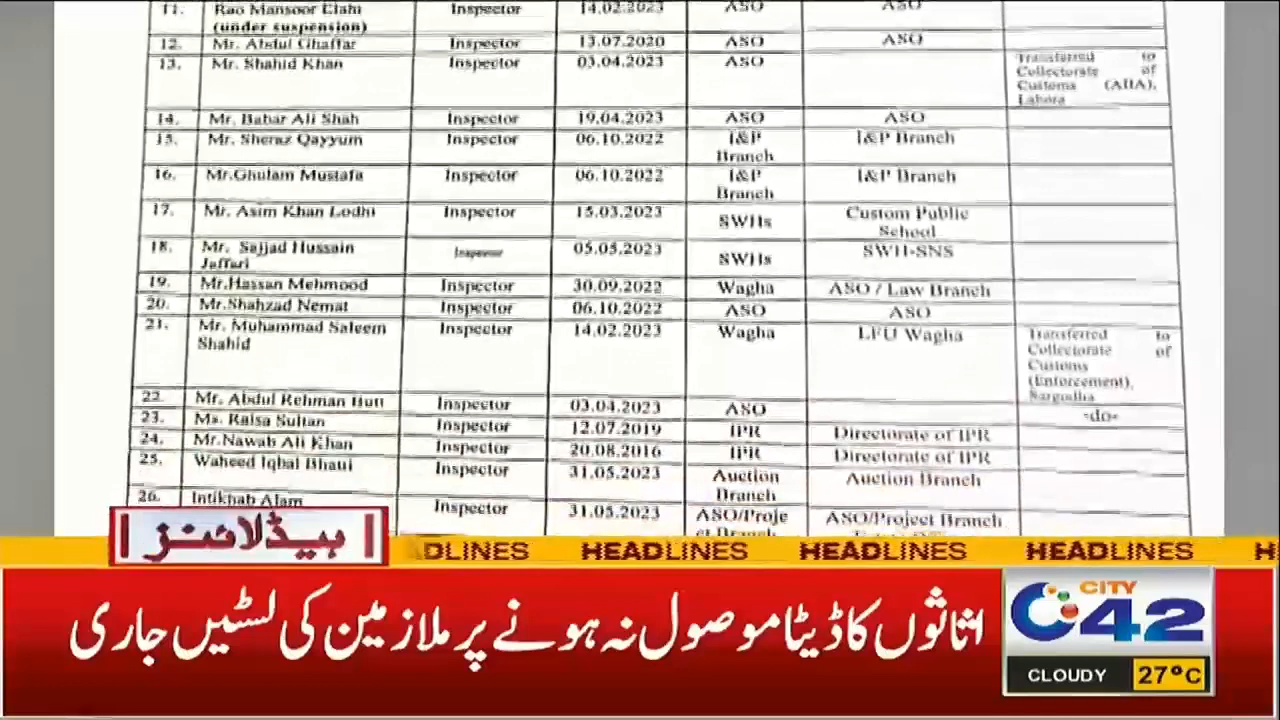 11. Rao Mansoor Elahi Inspector 14.02.2023 ASO ASO
(under suspension)
12. Mr. Abdul Ghaffar Inspector 13.07.2020 ASO ASO
13. Mr. Shahid Khan Inspector 03.04.2023 ASO Transferred to
Collectorate of
Customs (AIIA),
Lahore
14. Mr. Babar Ali Shah Inspector 19.04.2023 ASO ASO
15. Mr. Sheraz Qayyum Inspector 06.10.2022 I&P I&P Branch
Branch
16. Mr.Ghulam Mustafa Inspector 06.10.2022 I&P I&P Branch
Branch
17. Mr. Asim Khan Lodhi Inspector 15.03.2023 SWHs Custom Public
School
18. Mr. Sajjad Hussain Inspector 05.05.2023 SWHs SWH-SNS
Jaffari
19. Mr.Hassan Mehmood Inspector 30.09.2022 Wagha ASO / Law Branch
20. Mr.Shahzad Nemat Inspector 06.10.2022 ASO ASO
21. Mr. Muhammad Saleem Inspector 14.02.2023 Wagha LFU Wagha Transferred to
Shahid Collectorate of
Customs
(Enforcement),
Sargodha
22. Mr. Abdul Rehman Butt Inspector 03.04.2023 ASO -do-
23. Ms. Raisa Sultan Inspector 12.07.2019 IPR Directorate of IPR
24. Mr.Nawab Ali Khan Inspector 20.08.2016 IPR Directorate of IPR
25. Waheed Iqbal Bhatti Inspector 31.05.2023 Auction Auction Branch
Branch
26. Intikhab Alam Inspector 31.05.2023 ASO/Proje ASO/Project Branch
ct Branch
ہیڈلائنز
DLINES HEADLINES HEADLINES HEADLINES H
اثاثوں کا ڈیٹا موصول نہ ہونے پر ملازمین کی لسٹیں جاری
CITY
42
CLOUDY 27°C